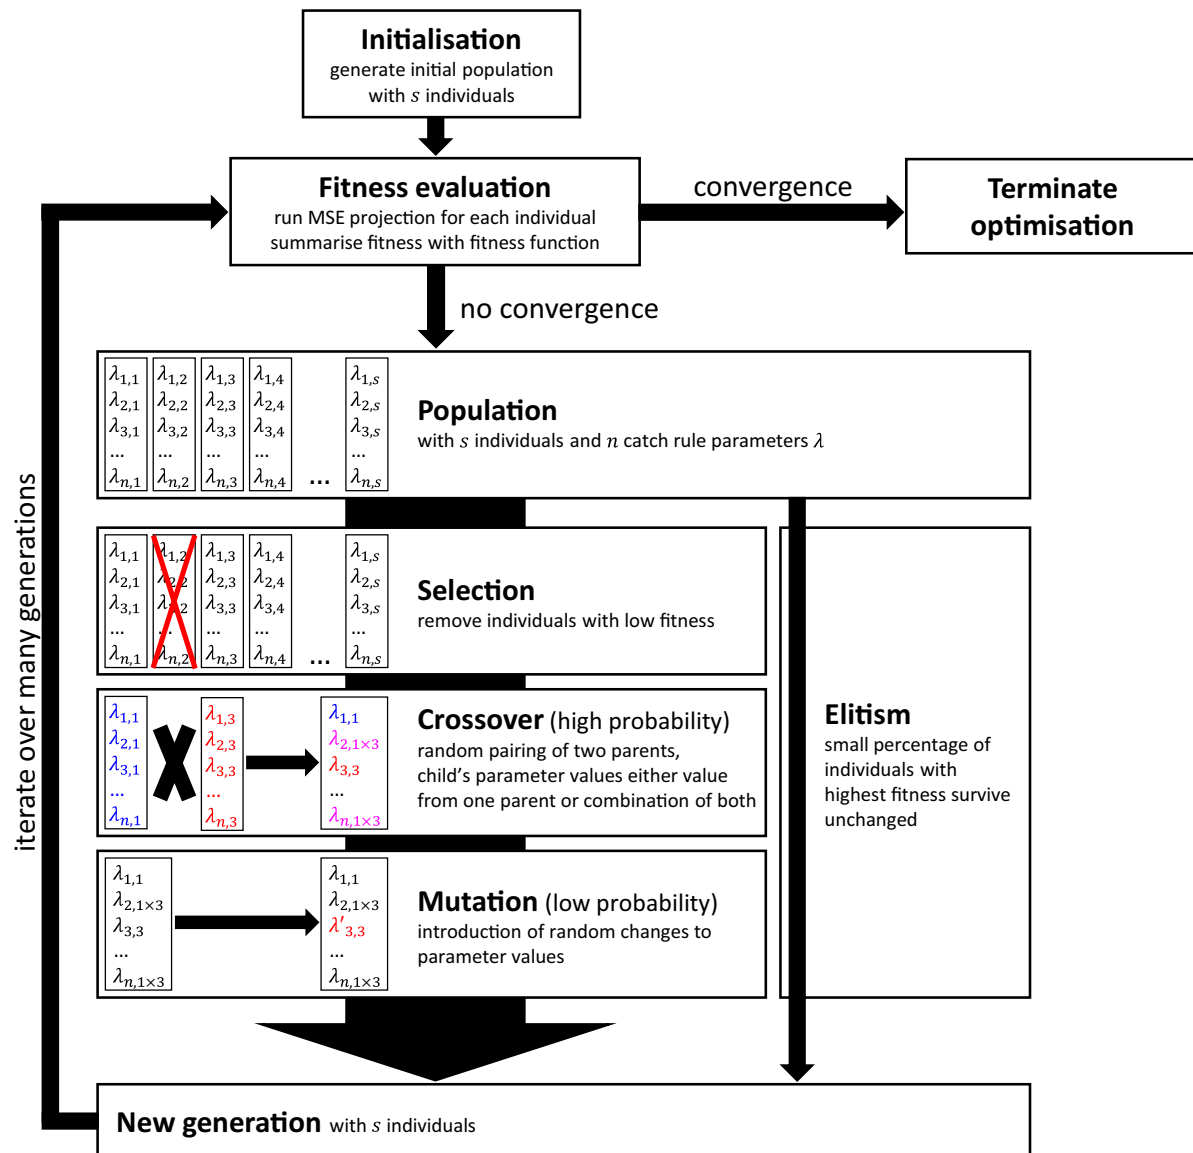 Initialisation
generate initial population
with s individuals
Fitness evaluation
run MSE projection for each individual
summarise fitness with fitness function
convergence
Terminate
optimisation
no convergence
iterate over many generations
λ1,1 λ1,2 λ1,3 λ1,4 λ1,s
λ2,1 λ2,2 λ2,3 λ2,4 λ2,s
λ3,1 λ3,2 λ3,3 λ3,4 λ3,s
... ... ... ... ...
λn,1 λn,2 λn,3 λn,4 ... λn,s
Population
with s individuals and n catch rule parameters λ
λ1,1 λ1,2 λ1,3 λ1,4 λ1,s
λ2,1 λ2,2 λ2,3 λ2,4 λ2,s
λ3,1 λ3,2 λ3,3 λ3,4 λ3,s
... ... ... ... ...
λn,1 λn,2 λn,3 λn,4 ... λn,s
Selection
remove individuals with low fitness
λ1,1 λ1,3 λ1,1
λ2,1 λ2,3 λ2,1×3
λ3,1 λ3,3 λ3,3
... ... ...
λn,1 λn,3 λn,1×3
Crossover (high probability)
random pairing of two parents,
child's parameter values either value
from one parent or combination of both
λ1,1 λ1,1
λ2,1×3 λ2,1×3
λ3,3 λ'3,3
... ...
λn,1×3 λn,1×3
Mutation (low probability)
introduction of random changes to
parameter values
Elitism
small percentage of
individuals with
highest fitness survive
unchanged
New generation with s individuals